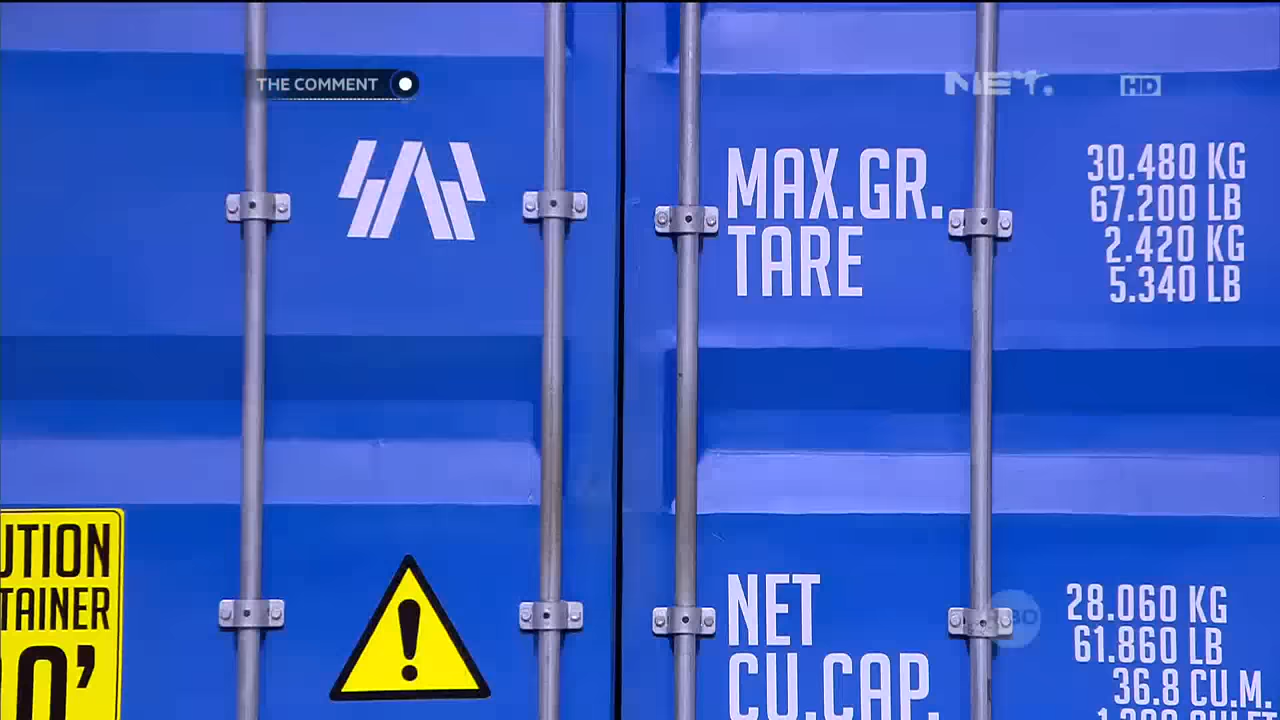 THE COMMENT
NET.
HD
MAX.GR.
TARE
30.480 KG
67.200 LB
2.420 KG
5.340 LB
UTION
TAINER
0’
NET
CU.CAP.
28.060 KG
61.860 LB
36.8 CU.M.